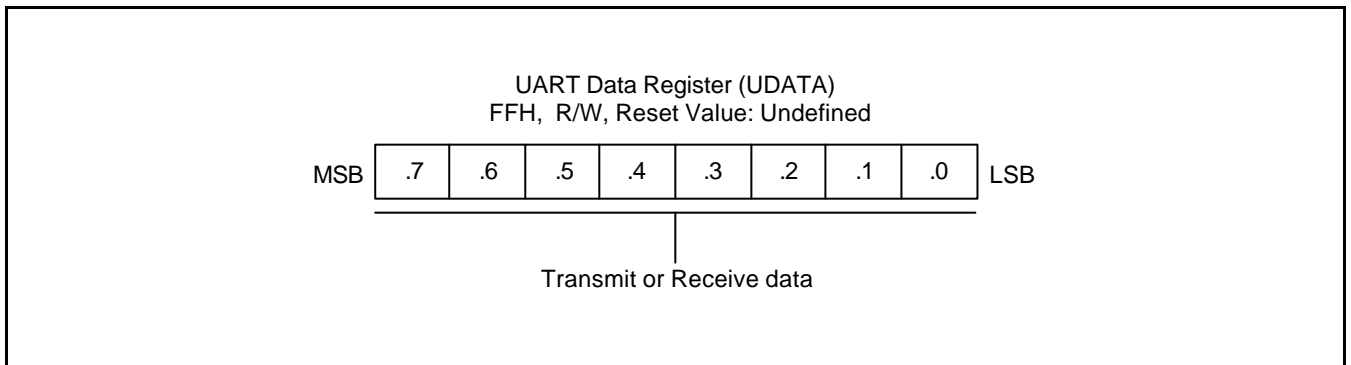 UART Data Register (UDATA)
FFH, R/W, Reset Value: Undefined
MSB .7 .6 .5 .4 .3 .2 .1 .0 LSB
Transmit or Receive data